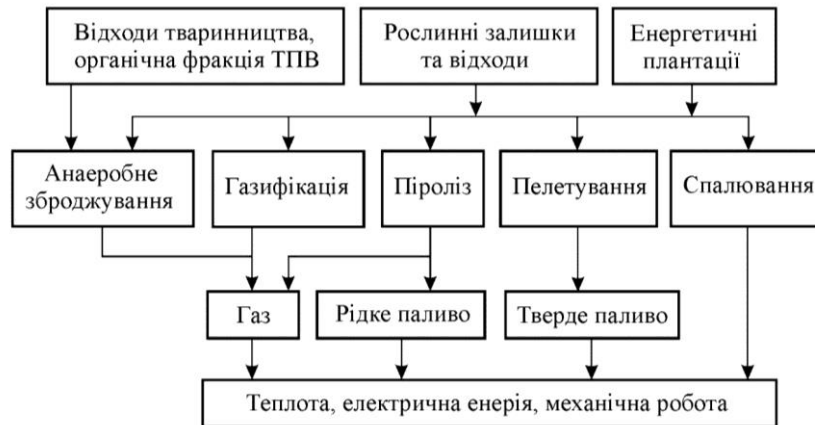 Відходи тваринництва,
органічна фракція ТПВ
Рослинні залишки
та відходи
Енергетичні
плантації
Анаеробне
зброджування
Газифікація
Піроліз
Пелетування
Спалювання
Газ
Рідке паливо
Тверде паливо
Теплота, електрична енерія, механічна робота